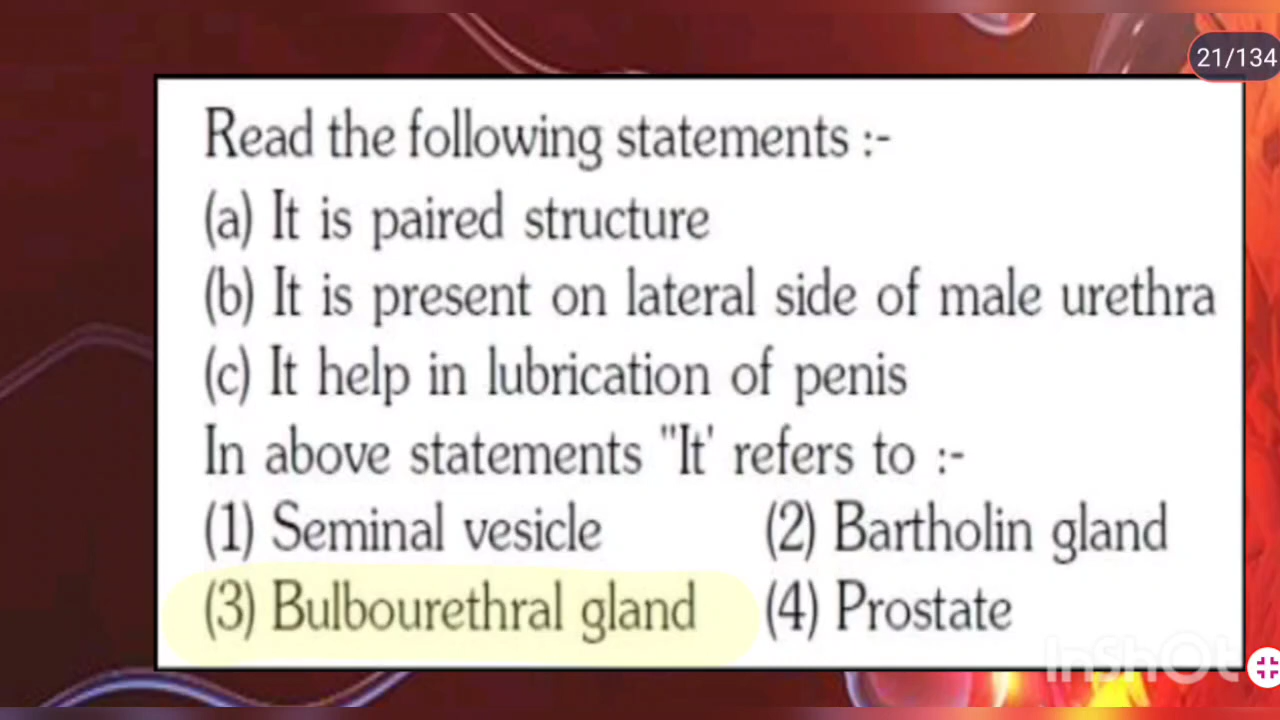 21/134
Read the following statements :-
(a) It is paired structure
(b) It is present on lateral side of male urethra
(c) It help in lubrication of penis
In above statements "It' refers to :-
(1) Seminal vesicle (2) Bartholin gland
(3) Bulbourethral gland (4) Prostate
InShOt